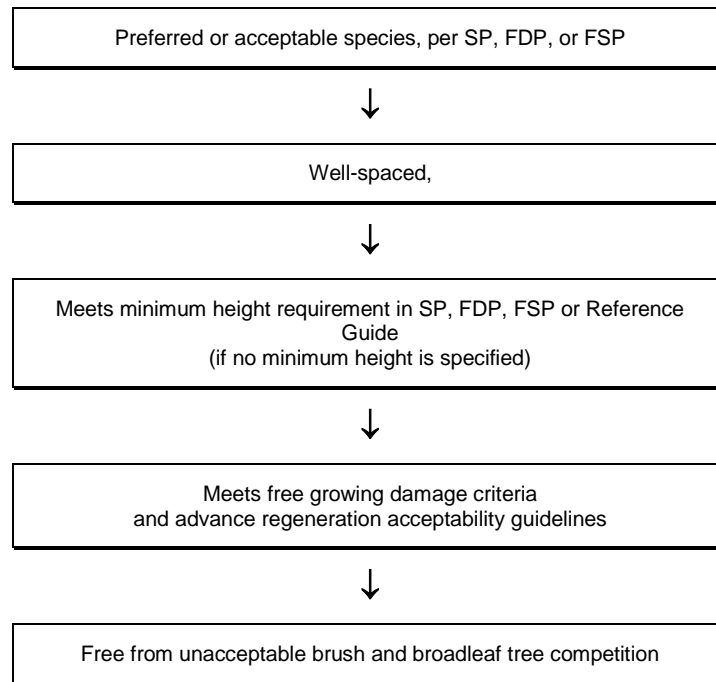 Preferred or acceptable species, per SP, FDP, or FSP
↓
Well-spaced,
↓
Meets minimum height requirement in SP, FDP, FSP or Reference
Guide
(if no minimum height is specified)
↓
Meets free growing damage criteria
and advance regeneration acceptability guidelines
↓
Free from unacceptable brush and broadleaf tree competition